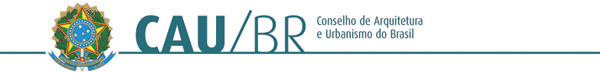 CAU/BR
Conselho de Arquitetura
e Urbanismo do Brasil